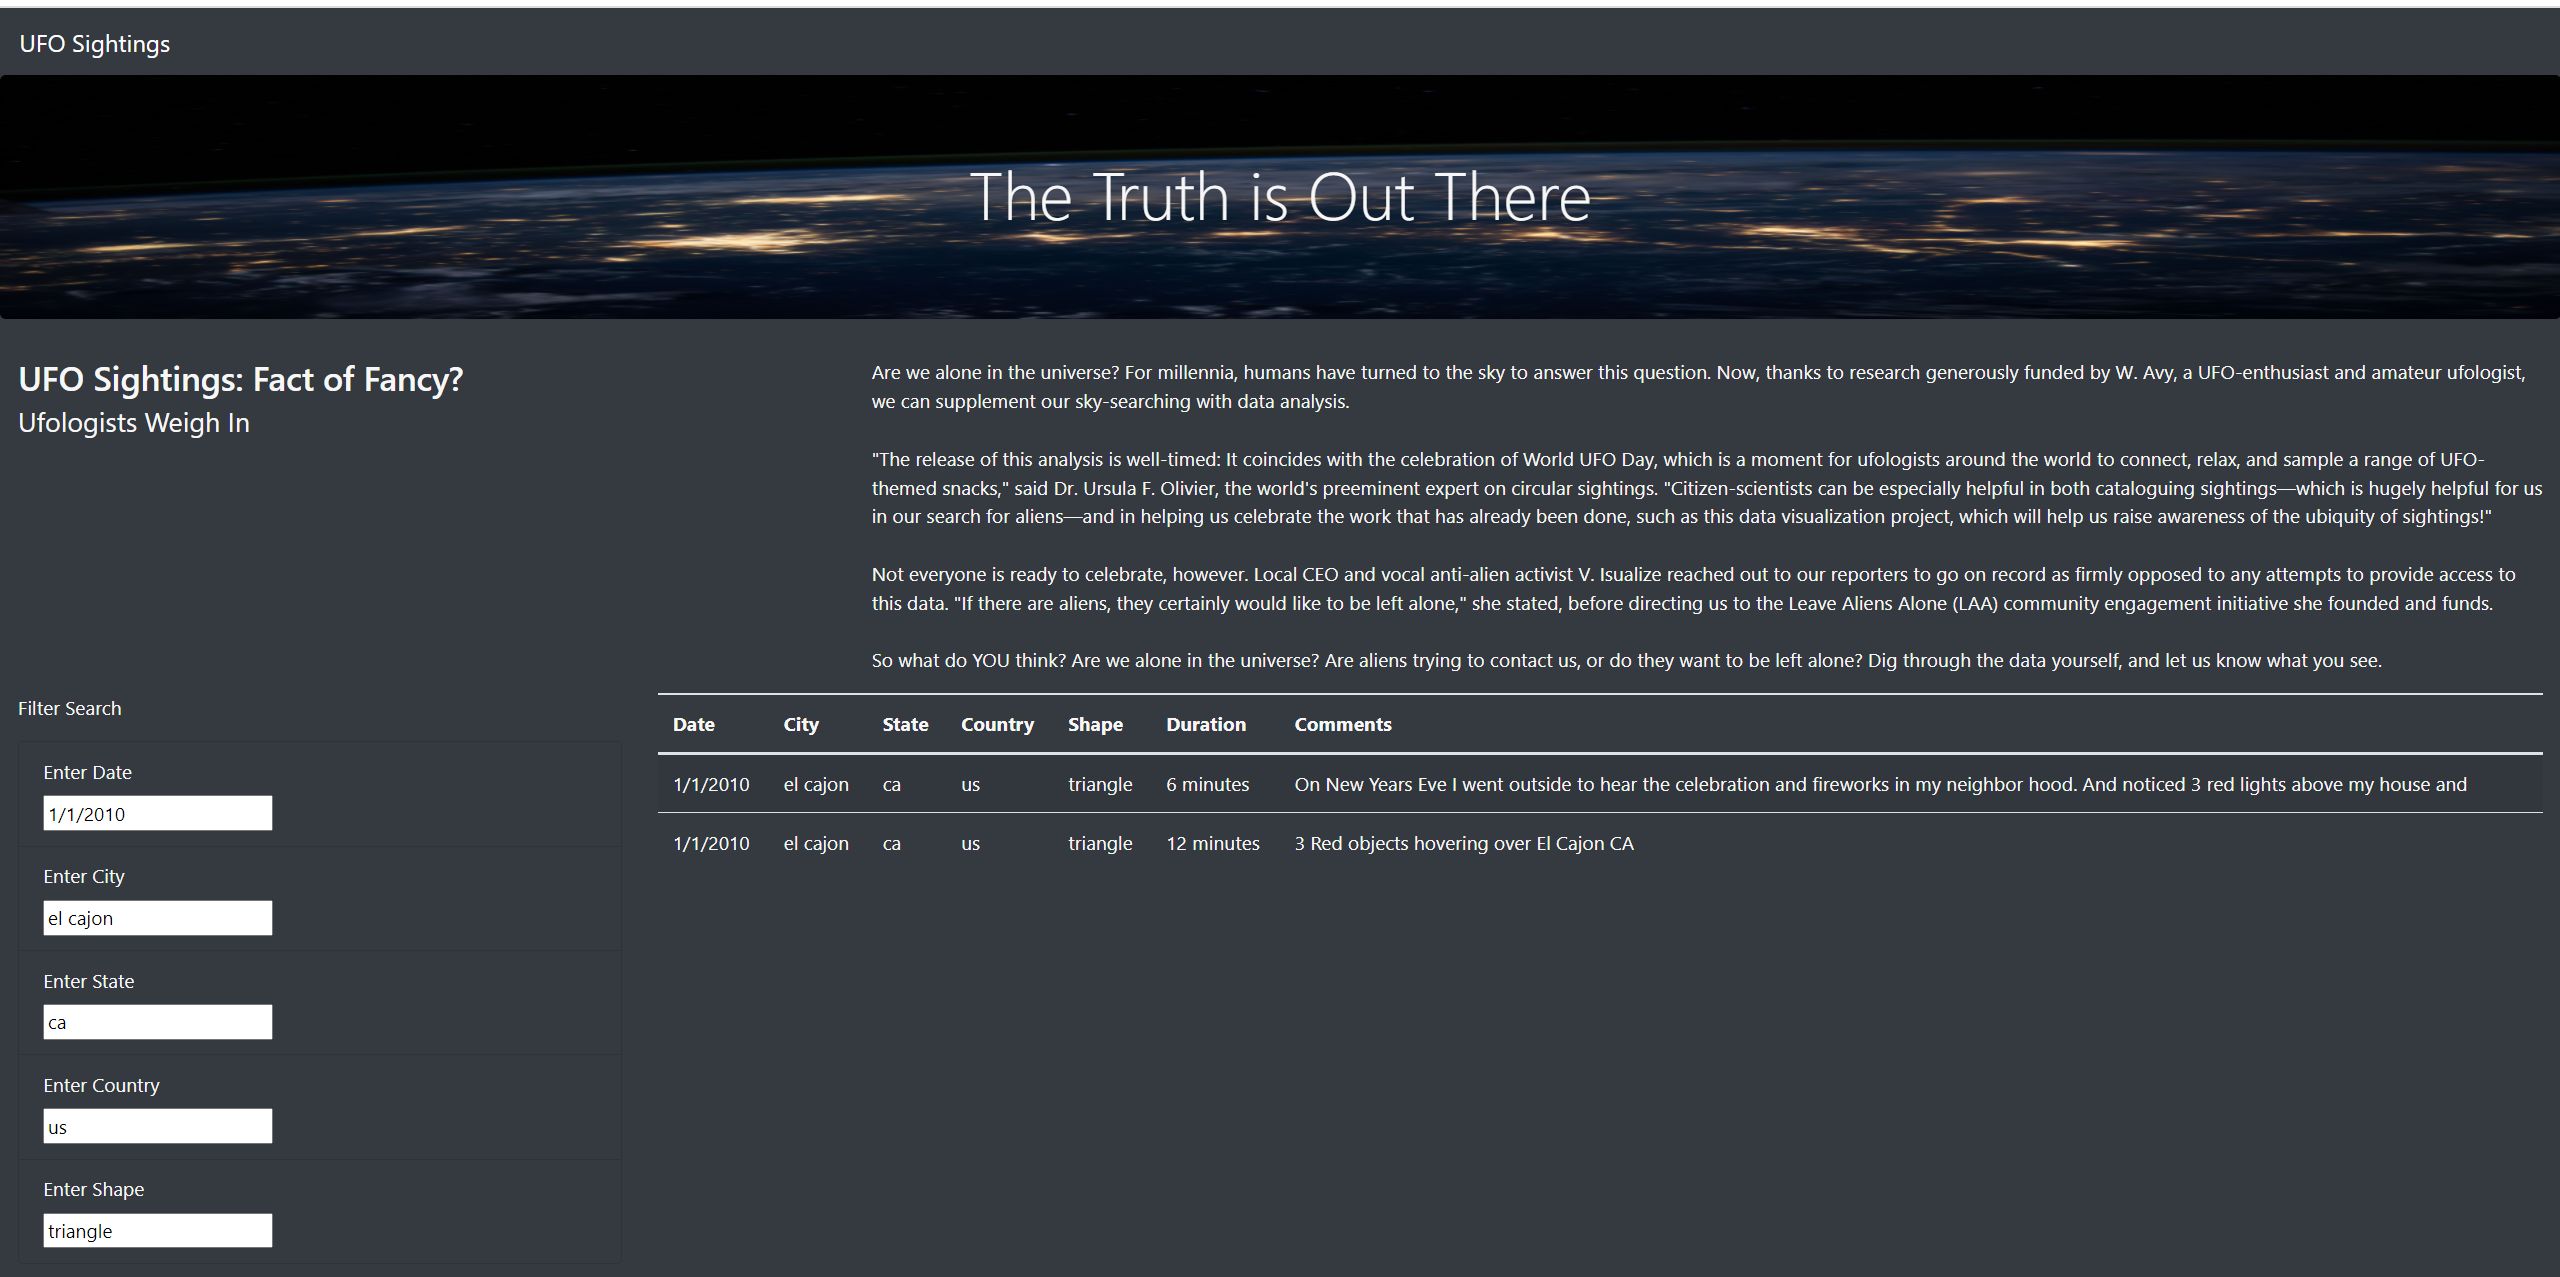 UFO Sightings
The Truth is Out There
UFO Sightings: Fact of Fancy?
Ufologists Weigh In
Are we alone in the universe? For millennia, humans have turned to the sky to answer this question. Now, thanks to research generously funded by W. Avy, a UFO-enthusiast and amateur ufologist,
we can supplement our sky-searching with data analysis.
"The release of this analysis is well-timed: It coincides with the celebration of World UFO Day, which is a moment for ufologists around the world to connect, relax, and sample a range of UFO-
themed snacks," said Dr. Ursula F. Olivier, the world's preeminent expert on circular sightings. "Citizen-scientists can be especially helpful in both cataloguing sightings—which is hugely helpful for us
in our search for aliens—and in helping us celebrate the work that has already been done, such as this data visualization project, which will help us raise awareness of the ubiquity of sightings!"
Not everyone is ready to celebrate, however. Local CEO and vocal anti-alien activist V. Isualize reached out to our reporters to go on record as firmly opposed to any attempts to provide access to
this data. "If there are aliens, they certainly would like to be left alone," she stated, before directing us to the Leave Aliens Alone (LAA) community engagement initiative she founded and funds.
So what do YOU think? Are we alone in the universe? Are aliens trying to contact us, or do they want to be left alone? Dig through the data yourself, and let us know what you see.
Filter Search
Enter Date
1/1/2010
Enter City
el cajon
Enter State
ca
Enter Country
us
Enter Shape
triangle
Date City State Country Shape Duration Comments
1/1/2010 el cajon ca us triangle 6 minutes On New Years Eve I went outside to hear the celebration and fireworks in my neighbor hood. And noticed 3 red lights above my house and
1/1/2010 el cajon ca us triangle 12 minutes 3 Red objects hovering over El Cajon CA